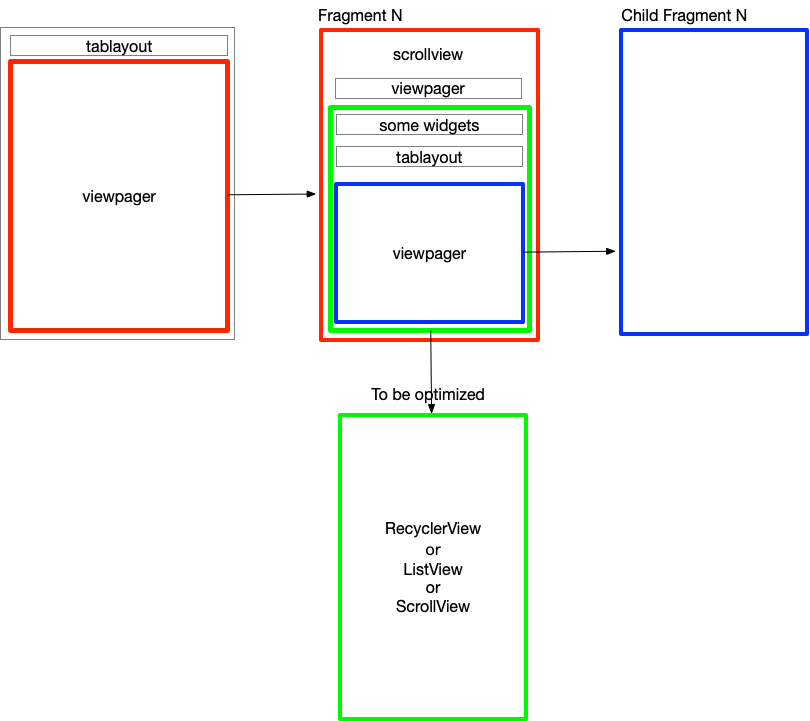 tablayout
viewpager
Fragment N
scrollview
viewpager
some widgets
tablayout
viewpager
Child Fragment N
To be optimized
RecyclerView
or
ListView
or
ScrollView